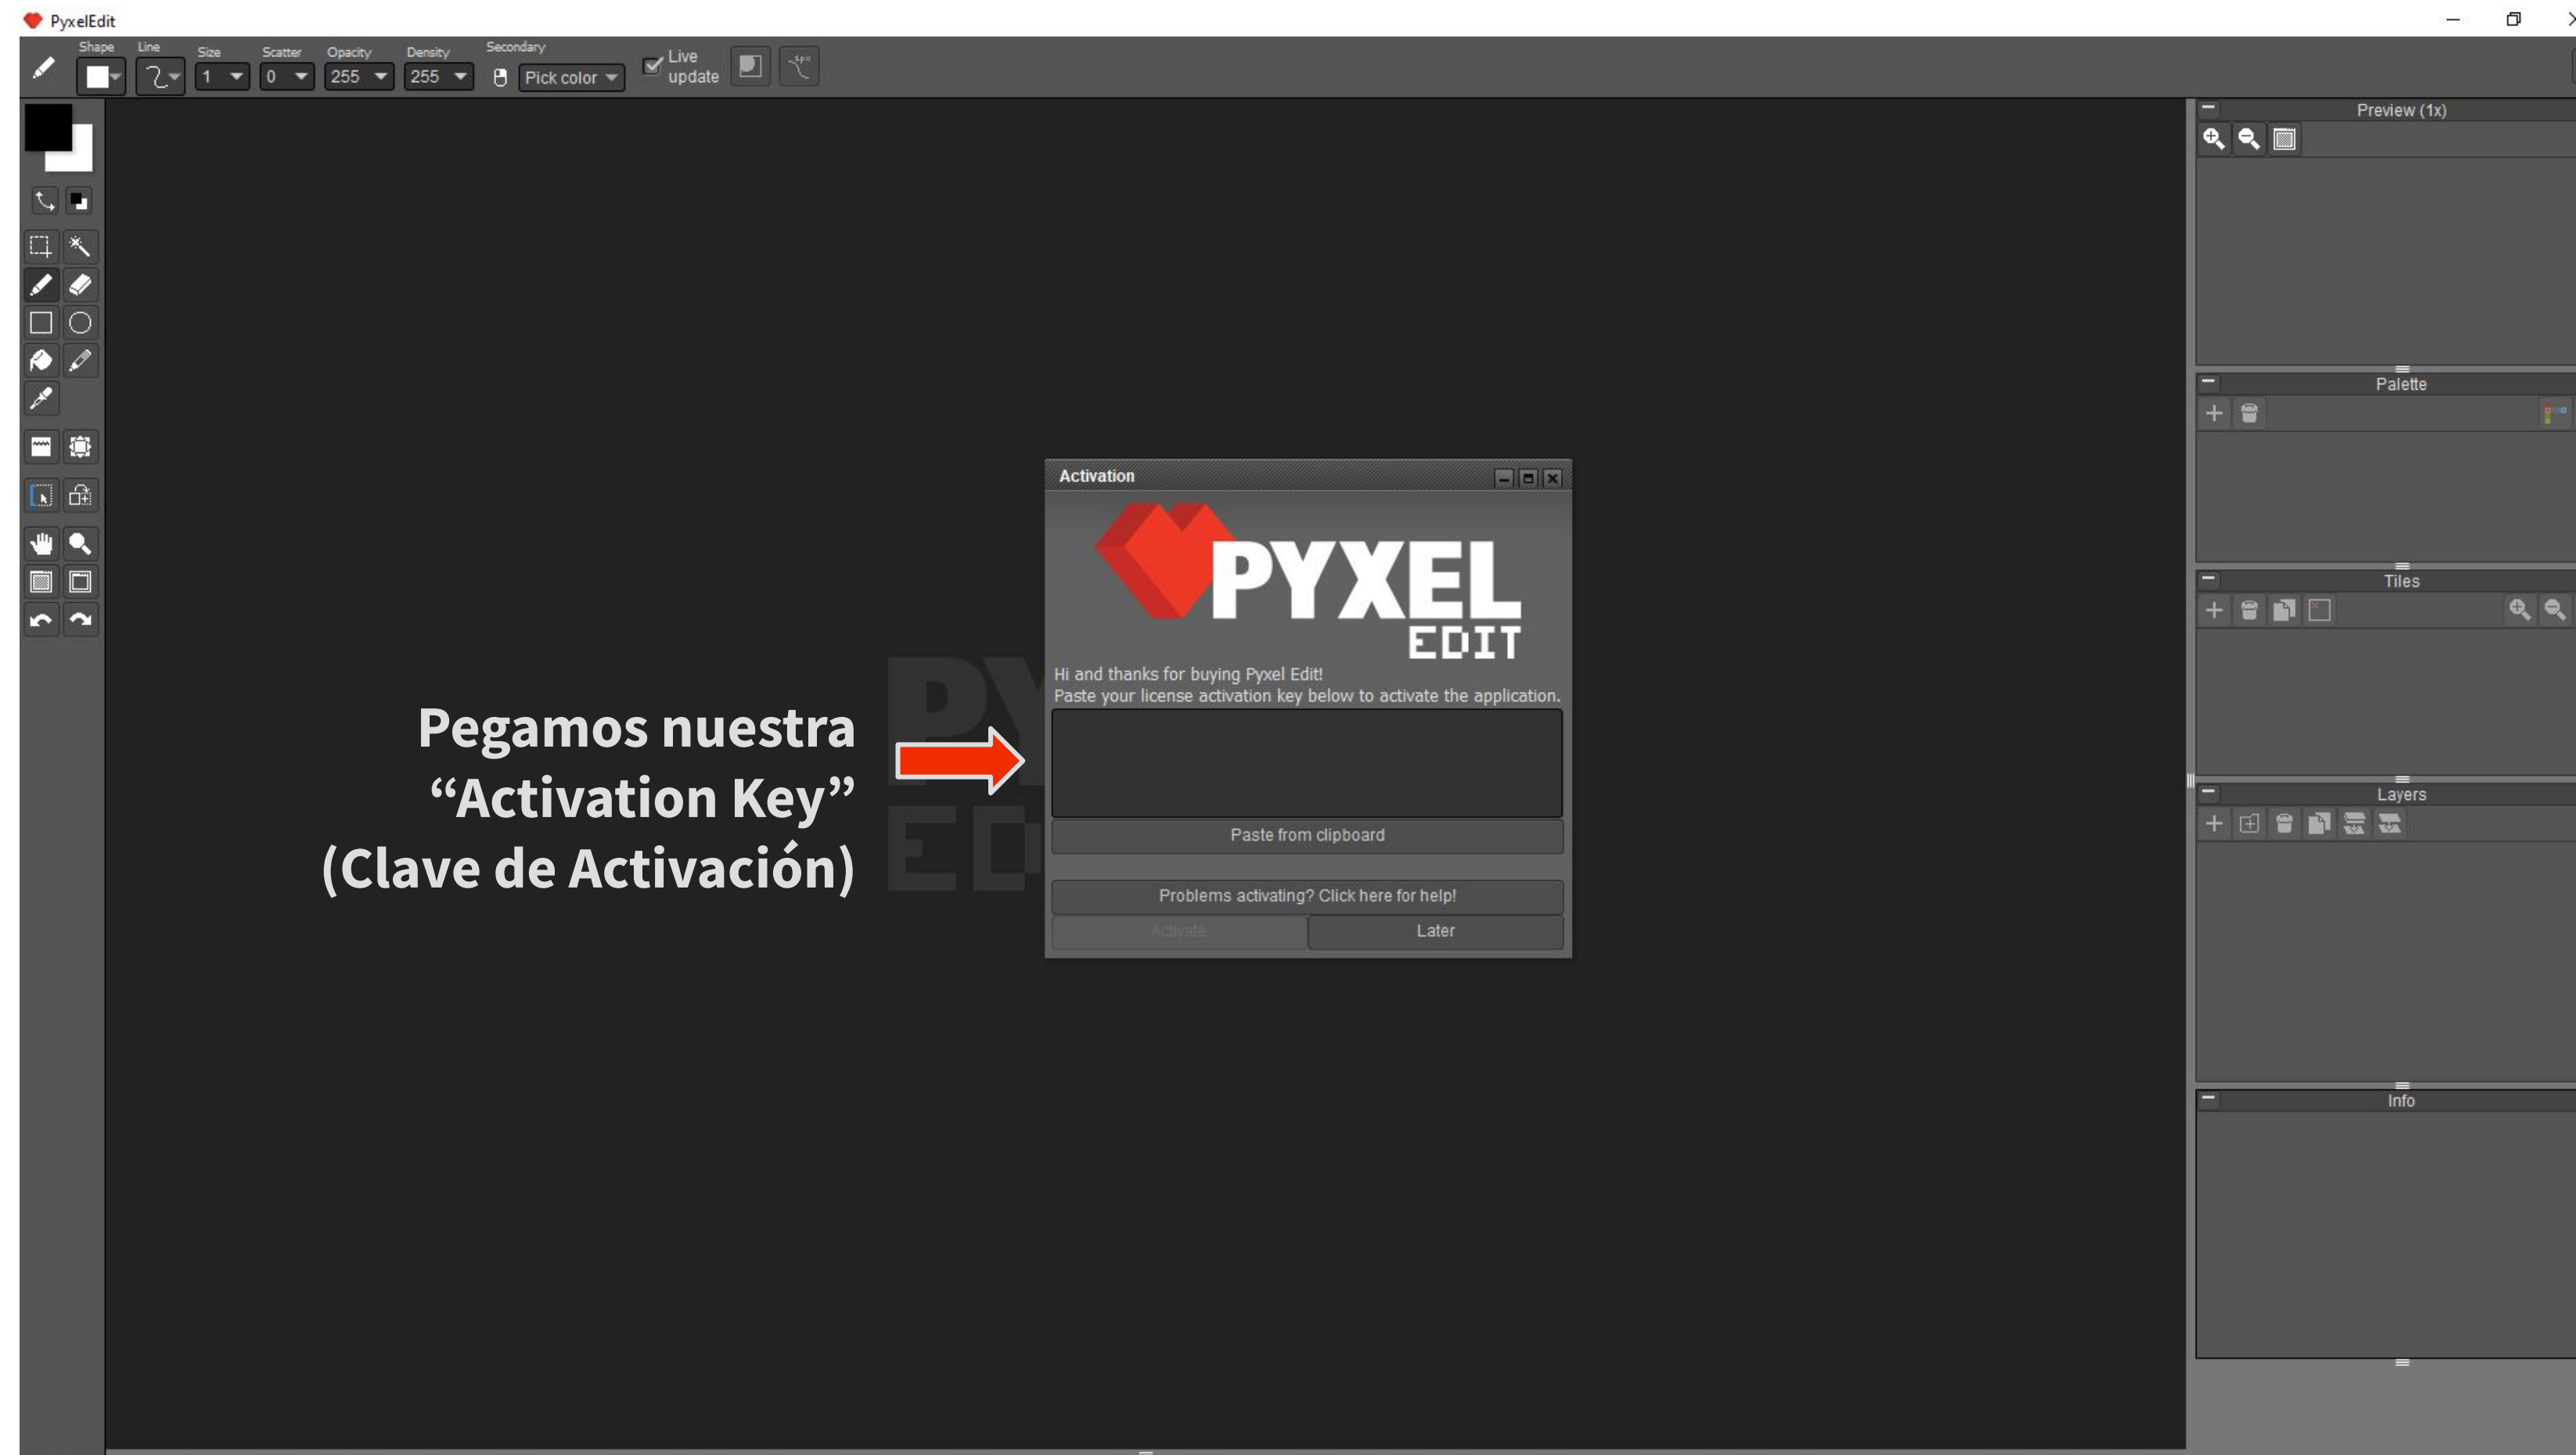 PyxelEdit
Shape Line Size Scatter Opacity Density Secondary
1 0 255 255 Pick color Live update
Preview (1x)
Palette
Tiles
Layers
Info
Activation
PYXEL
EDIT
Hi and thanks for buying Pyxel Edit!
Paste your license activation key below to activate the application.
Paste from clipboard
Problems activating? Click here for help!
Activate Later
Pegamos nuestra
“Activation Key”
(Clave de Activación)
PY
ED